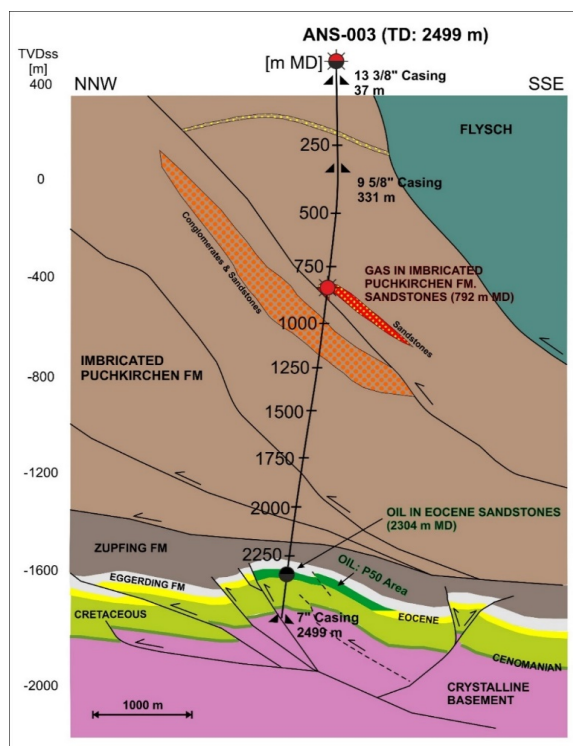 ANS-003 (TD: 2499 m)
TVDss
[m]
[m MD]
NNW
SSE
13 3/8" Casing
37 m
400
FLYSCH
250
0
9 5/8" Casing
331 m
500
Conglomerates & Sandstones
750
GAS IN IMBRICATED
PUCHKIRCHEN FM.
SANDSTONES (792 m MD)
-400
Sandstones
1000
IMBRICATED
PUCHKIRCHEN FM
1250
-800
1500
1750
-1200
2000
OIL IN EOCENE SANDSTONES
(2304 m MD)
ZUPFING FM
2250
-1600
EGGERDING FM
OIL: P50 Area
CRETACEOUS
EOCENE
7" Casing
2499 m
CENOMANIAN
-2000
CRYSTALLINE
BASEMENT
1000 m